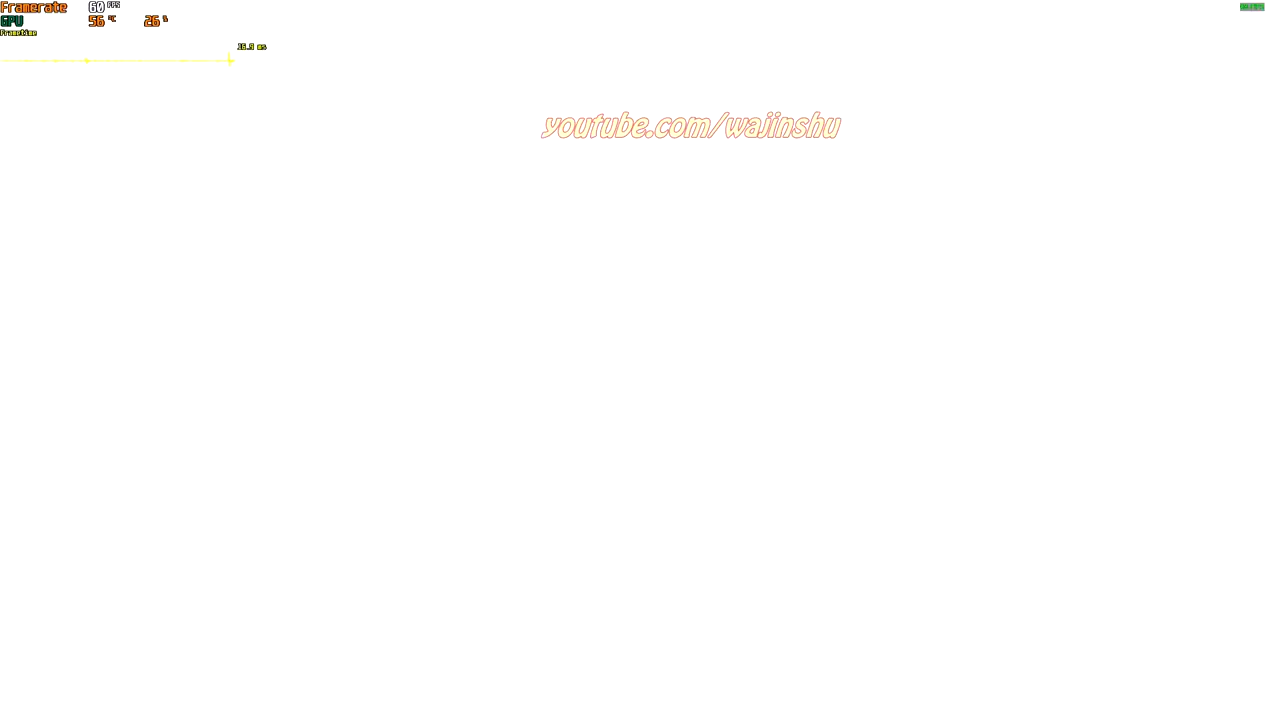 Framerate 60 FPS
GPU 56 °C 26 %
Frametime
16.9 ms
youtube.com/wajinshu